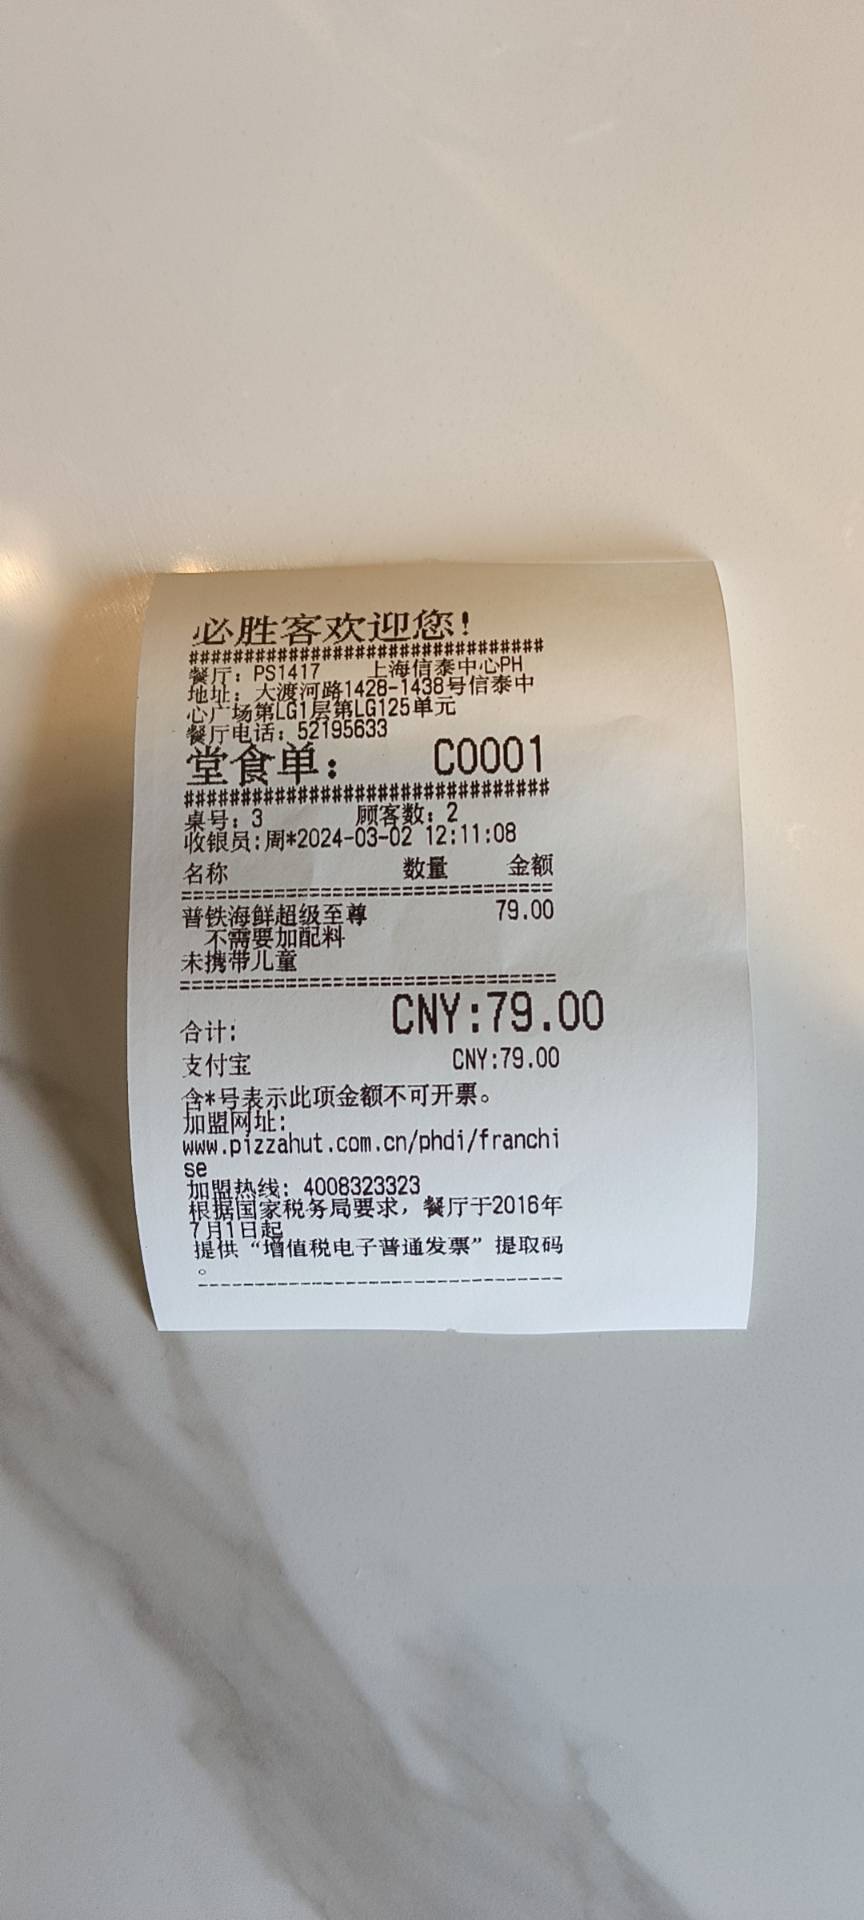 必胜客欢迎您!
################################
餐厅: PS1417 上海信泰中心PH
地址: 大渡河路1428-1438号信泰中
心广场第LG1层第LG125单元
餐厅电话: 52195633
堂食单: C0001
################################
桌号: 3 顾客数: 2
收银员:周*2024-03-02 12:11:08
名称 数量 金额
================================
普铁海鲜超级至尊 79.00
不需要加配料
未携带儿童
================================
合计: CNY:79.00
支付宝 CNY:79.00
含*号表示此项金额不可开票。
加盟网址:
www.pizzahut.com.cn/phdi/franchi
se
加盟热线: 4008323323
根据国家税务局要求, 餐厅于2016年
7月1日起
提供“增值税电子普通发票”提取码
。
--------------------------------